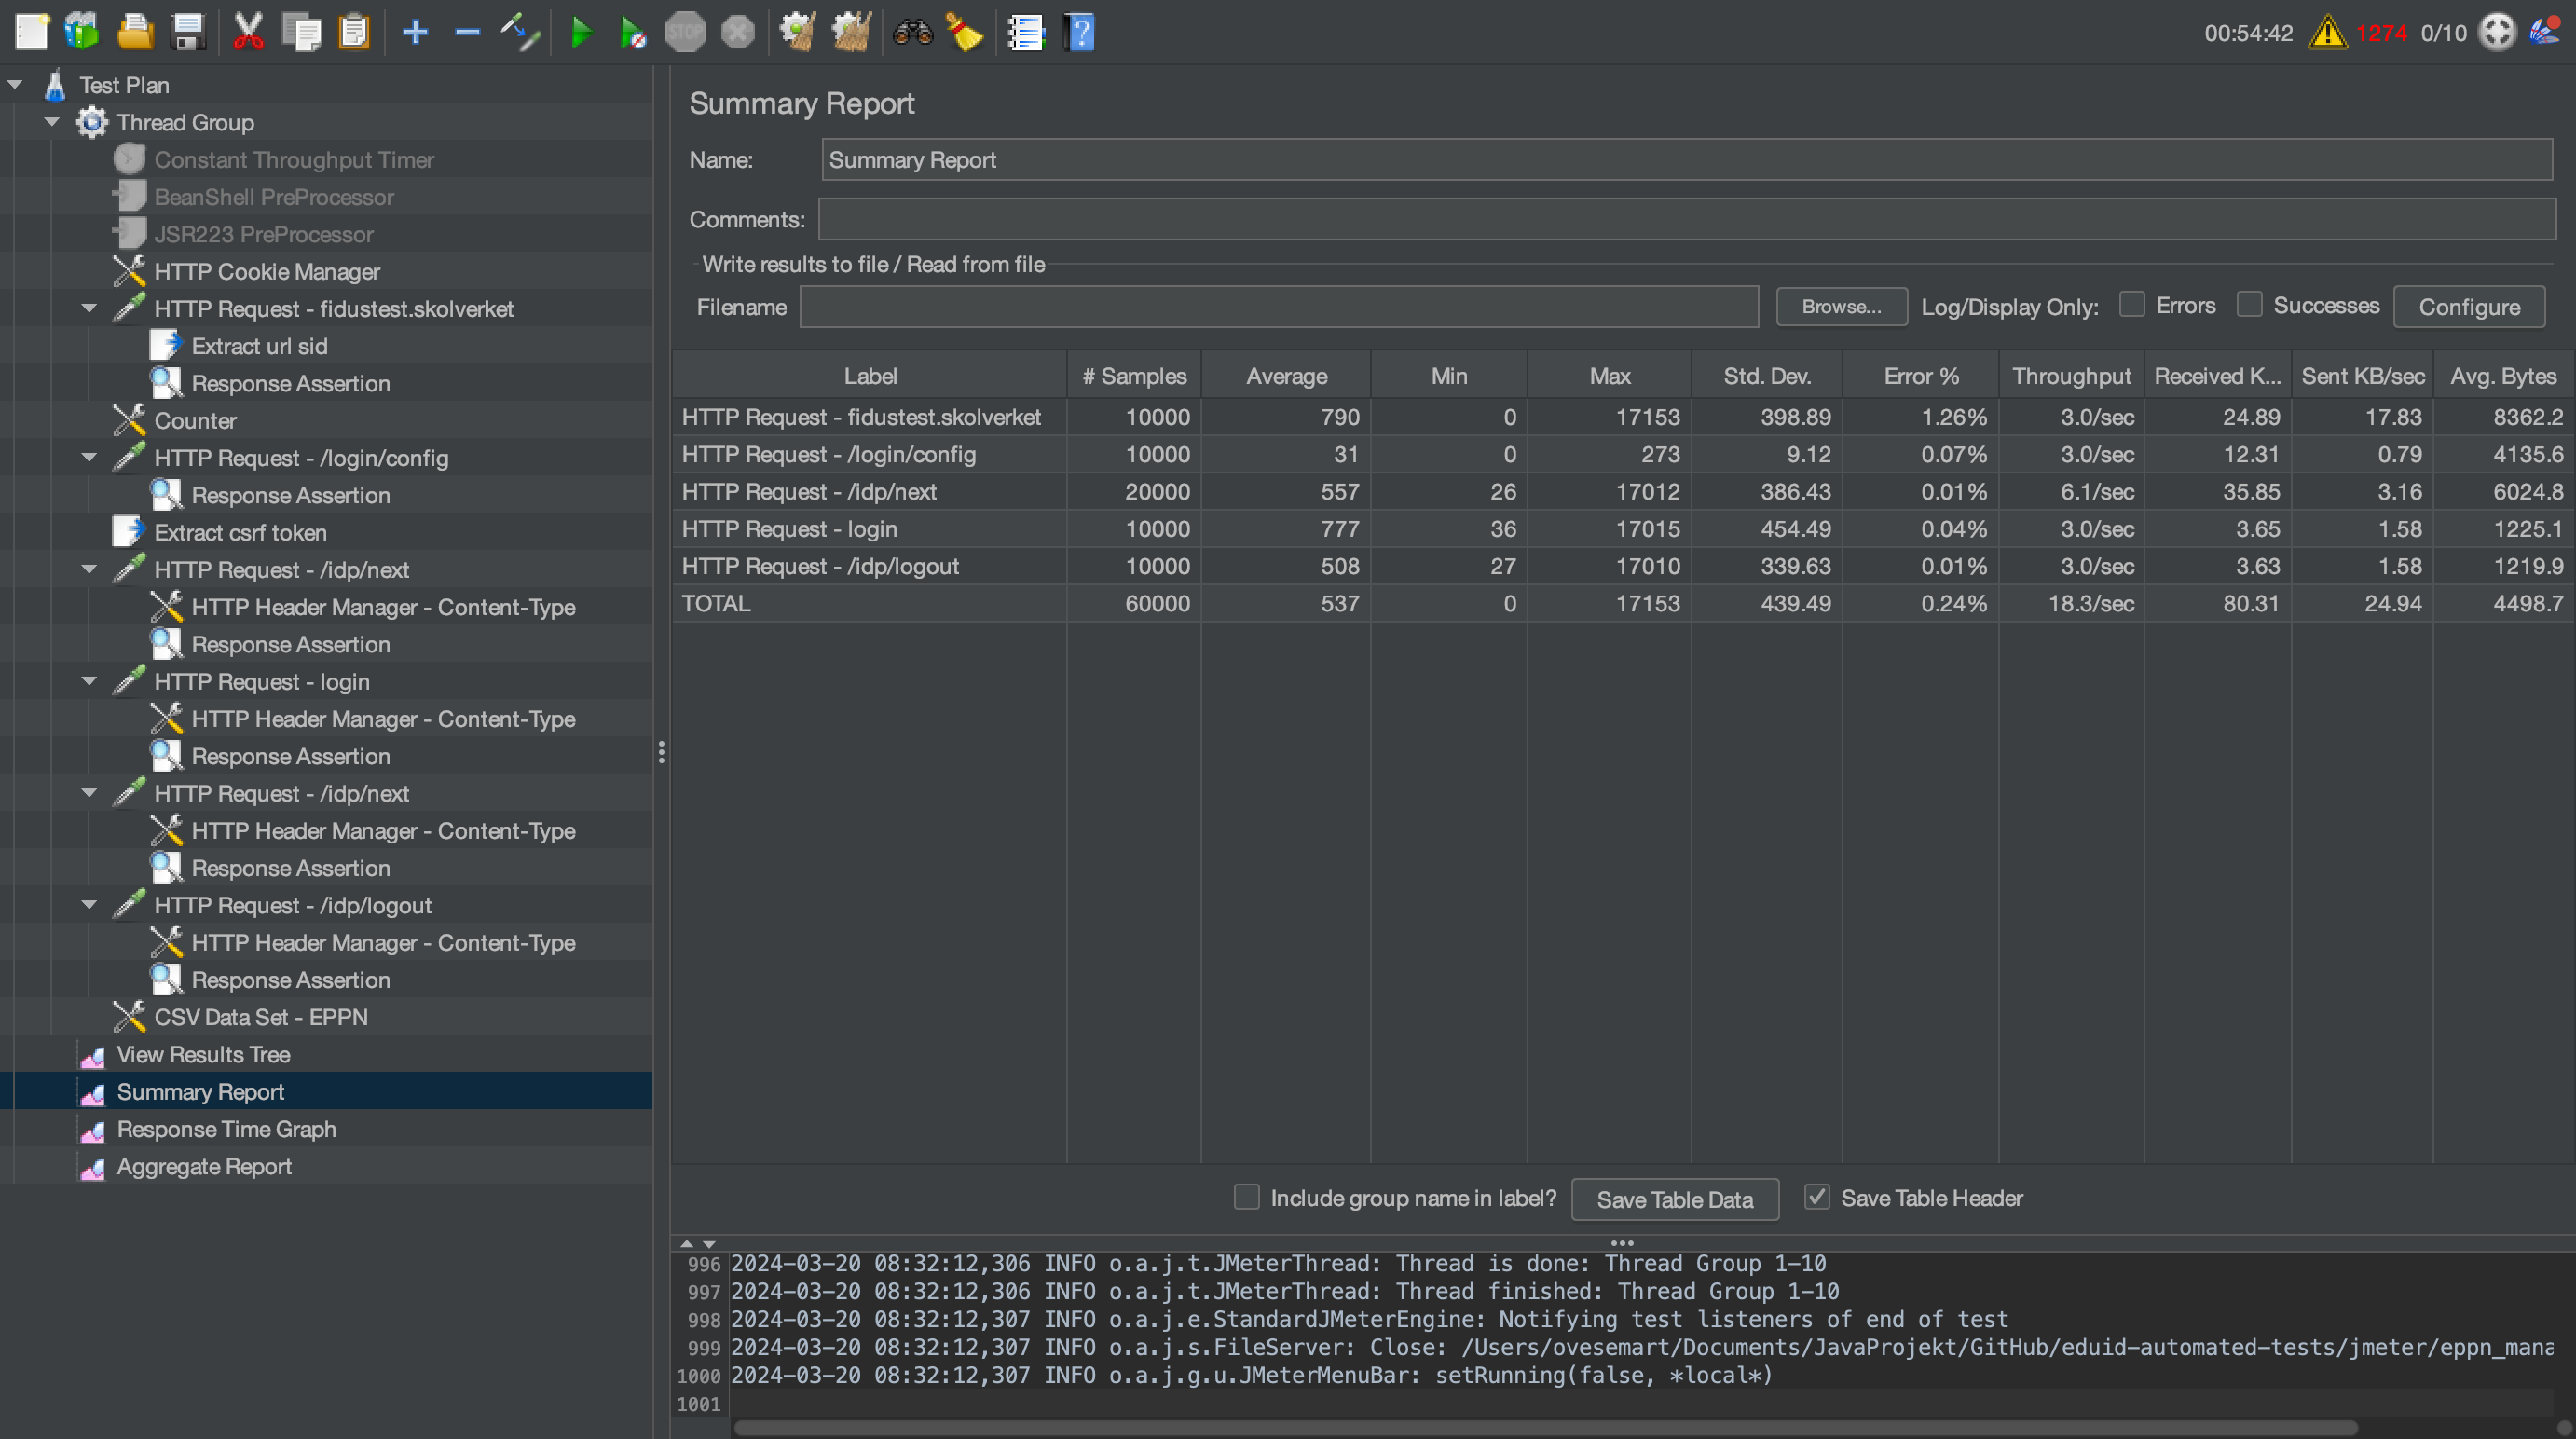 STOP
?
00:54:42 1274 0/10
Test Plan
Thread Group
Constant Throughput Timer
BeanShell PreProcessor
JSR223 PreProcessor
HTTP Cookie Manager
HTTP Request - fidustest.skolverket
Extract url sid
Response Assertion
Counter
HTTP Request - /login/config
Response Assertion
Extract csrf token
HTTP Request - /idp/next
HTTP Header Manager - Content-Type
Response Assertion
HTTP Request - login
HTTP Header Manager - Content-Type
Response Assertion
HTTP Request - /idp/next
HTTP Header Manager - Content-Type
Response Assertion
HTTP Request - /idp/logout
HTTP Header Manager - Content-Type
Response Assertion
CSV Data Set - EPPN
View Results Tree
Summary Report
Response Time Graph
Aggregate Report
Summary Report
Name: Summary Report
Comments:
Write results to file / Read from file
Filename Browse... Log/Display Only: Errors Successes Configure
Label # Samples Average Min Max Std. Dev. Error % Throughput Received K... Sent KB/sec Avg. Bytes
HTTP Request - fidustest.skolverket 10000 790 0 17153 398.89 1.26% 3.0/sec 24.89 17.83 8362.2
HTTP Request - /login/config 10000 31 0 273 9.12 0.07% 3.0/sec 12.31 0.79 4135.6
HTTP Request - /idp/next 20000 557 26 17012 386.43 0.01% 6.1/sec 35.85 3.16 6024.8
HTTP Request - login 10000 777 36 17015 454.49 0.04% 3.0/sec 3.65 1.58 1225.1
HTTP Request - /idp/logout 10000 508 27 17010 339.63 0.01% 3.0/sec 3.63 1.58 1219.9
TOTAL 60000 537 0 17153 439.49 0.24% 18.3/sec 80.31 24.94 4498.7
Include group name in label? Save Table Data Save Table Header
996 2024-03-20 08:32:12,306 INFO o.a.j.t.JMeterThread: Thread is done: Thread Group 1-10
997 2024-03-20 08:32:12,306 INFO o.a.j.t.JMeterThread: Thread finished: Thread Group 1-10
998 2024-03-20 08:32:12,307 INFO o.a.j.e.StandardJMeterEngine: Notifying test listeners of end of test
999 2024-03-20 08:32:12,307 INFO o.a.j.s.FileServer: Close: /Users/ovesemart/Documents/JavaProjekt/GitHub/eduid-automated-tests/jmeter/eppn_mana
1000 2024-03-20 08:32:12,307 INFO o.a.j.g.u.JMeterMenuBar: setRunning(false, *local*)
1001